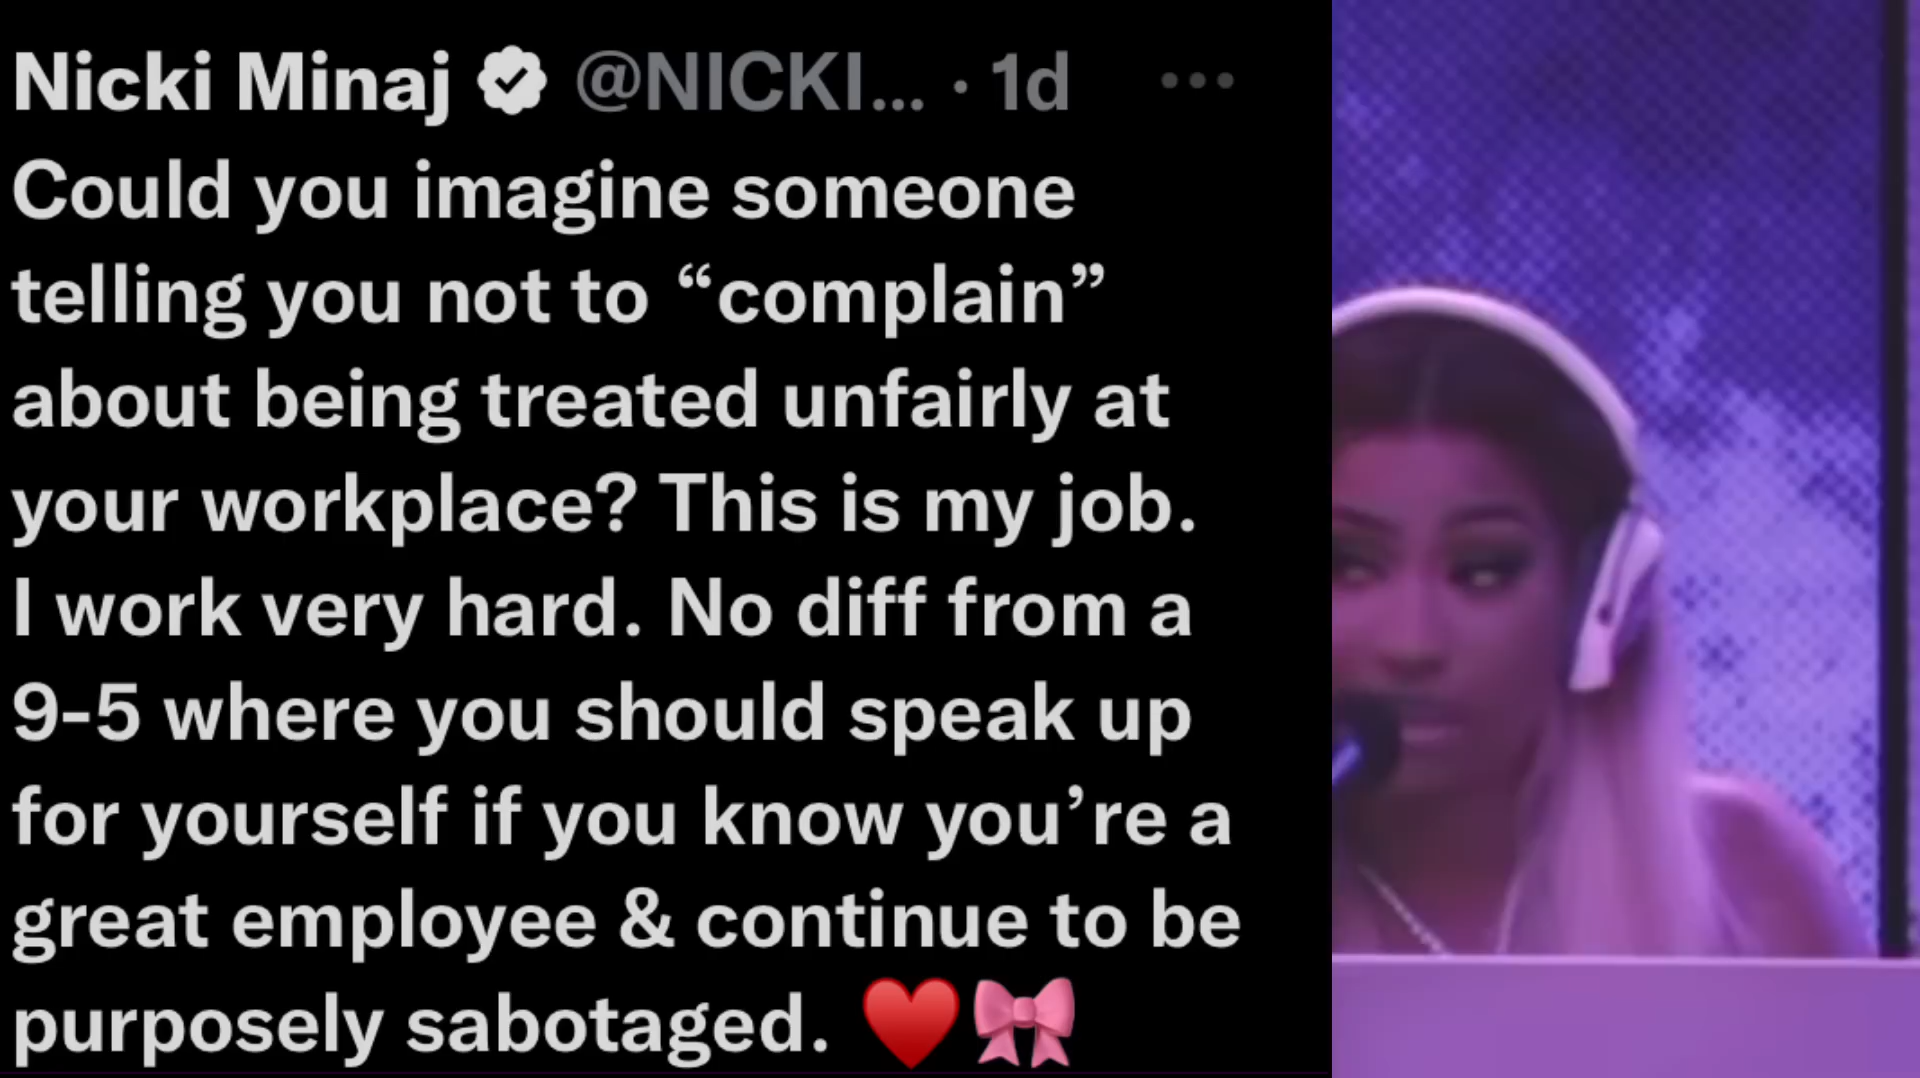 Nicki Minaj @NICKI... · 1d
Could you imagine someone
telling you not to “complain”
about being treated unfairly at
your workplace? This is my job.
I work very hard. No diff from a
9-5 where you should speak up
for yourself if you know you’re a
great employee & continue to be
purposely sabotaged. ♥️🎀